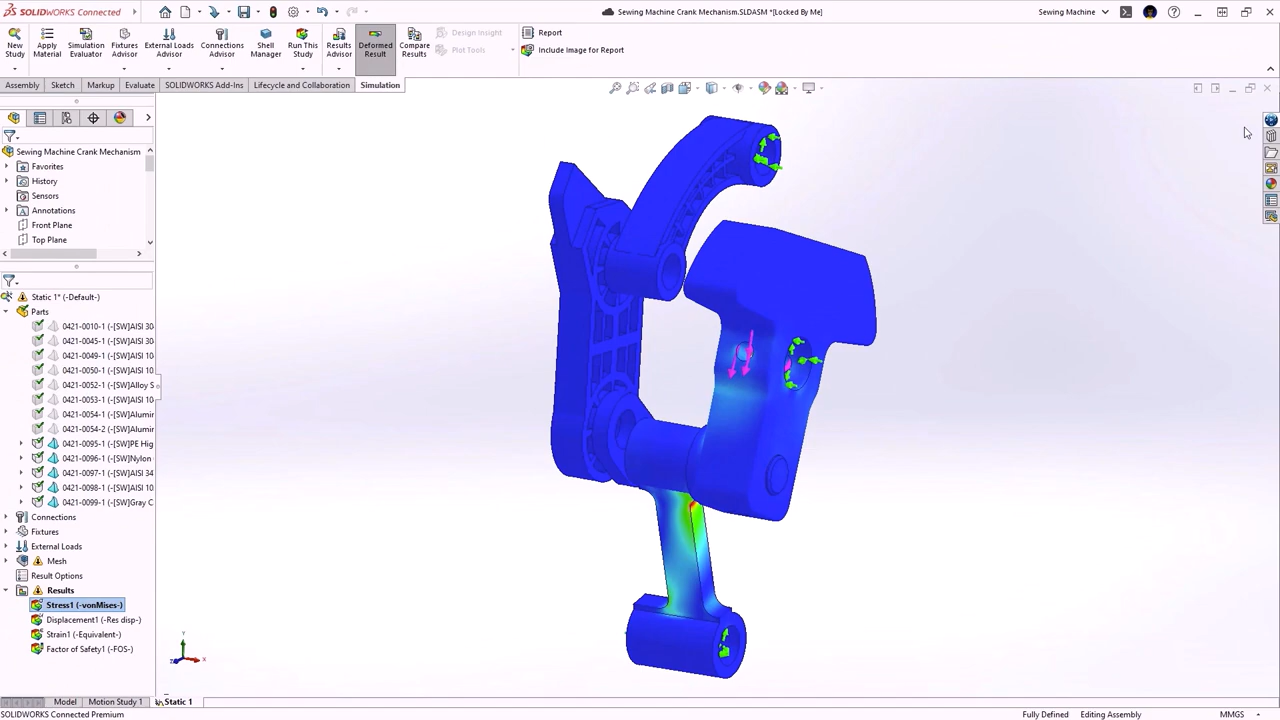 SOLIDWORKS Connected
Sewing Machine Crank Mechanism.SLDASM *[Locked By Me]
Sewing Machine
New Study
Apply Material
Simulation Evaluator
Fixtures Advisor
External Loads Advisor
Connections Advisor
Shell Manager
Run This Study
Results Advisor
Deformed Result
Compare Results
Design Insight
Plot Tools
Report
Include Image for Report
Assembly
Sketch
Markup
Evaluate
SOLIDWORKS Add-Ins
Lifecycle and Collaboration
Simulation
Sewing Machine Crank Mechanism
Favorites
History
Sensors
Annotations
Front Plane
Top Plane
Static 1* (-Default-)
Parts
0421-0010-1 (-[SW]AISI 30
0421-0045-1 (-[SW]AISI 30
0421-0049-1 (-[SW]AISI 10
0421-0050-1 (-[SW]AISI 10
0421-0052-1 (-[SW]Alloy S
0421-0053-1 (-[SW]AISI 10
0421-0054-1 (-[SW]Alumin
0421-0054-2 (-[SW]Alumin
0421-0095-1 (-[SW]PE Hig
0421-0096-1 (-[SW]Nylon
0421-0097-1 (-[SW]AISI 34
0421-0098-1 (-[SW]AISI 10
0421-0099-1 (-[SW]Gray C
Connections
Fixtures
External Loads
Mesh
Result Options
Results
Stress1 (-vonMises-)
Displacement1 (-Res disp-)
Strain1 (-Equivalent-)
Factor of Safety1 (-FOS-)
Y
X
Z
Model
Motion Study 1
Static 1
SOLIDWORKS Connected Premium
Fully Defined
Editing Assembly
MMGS